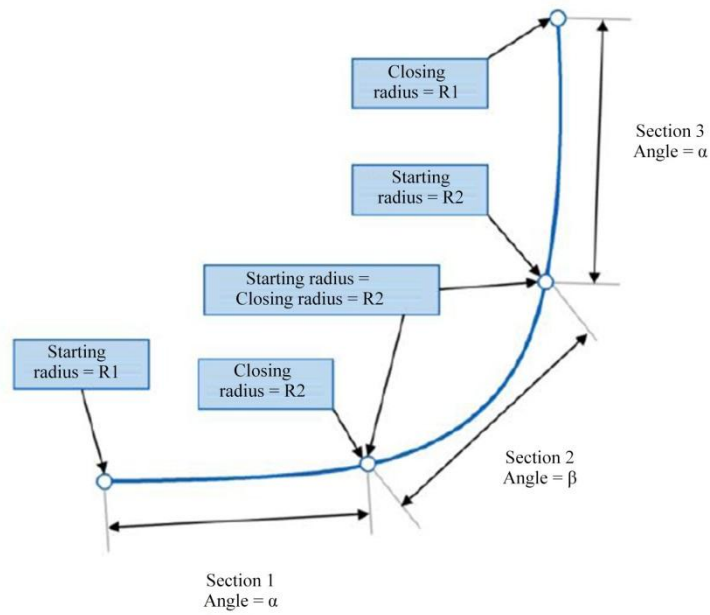 Closing
radius = R1
Section 3
Angle = α
Starting
radius = R2
Starting radius =
Closing radius = R2
Starting
radius = R1
Closing
radius = R2
Section 2
Angle = β
Section 1
Angle = α